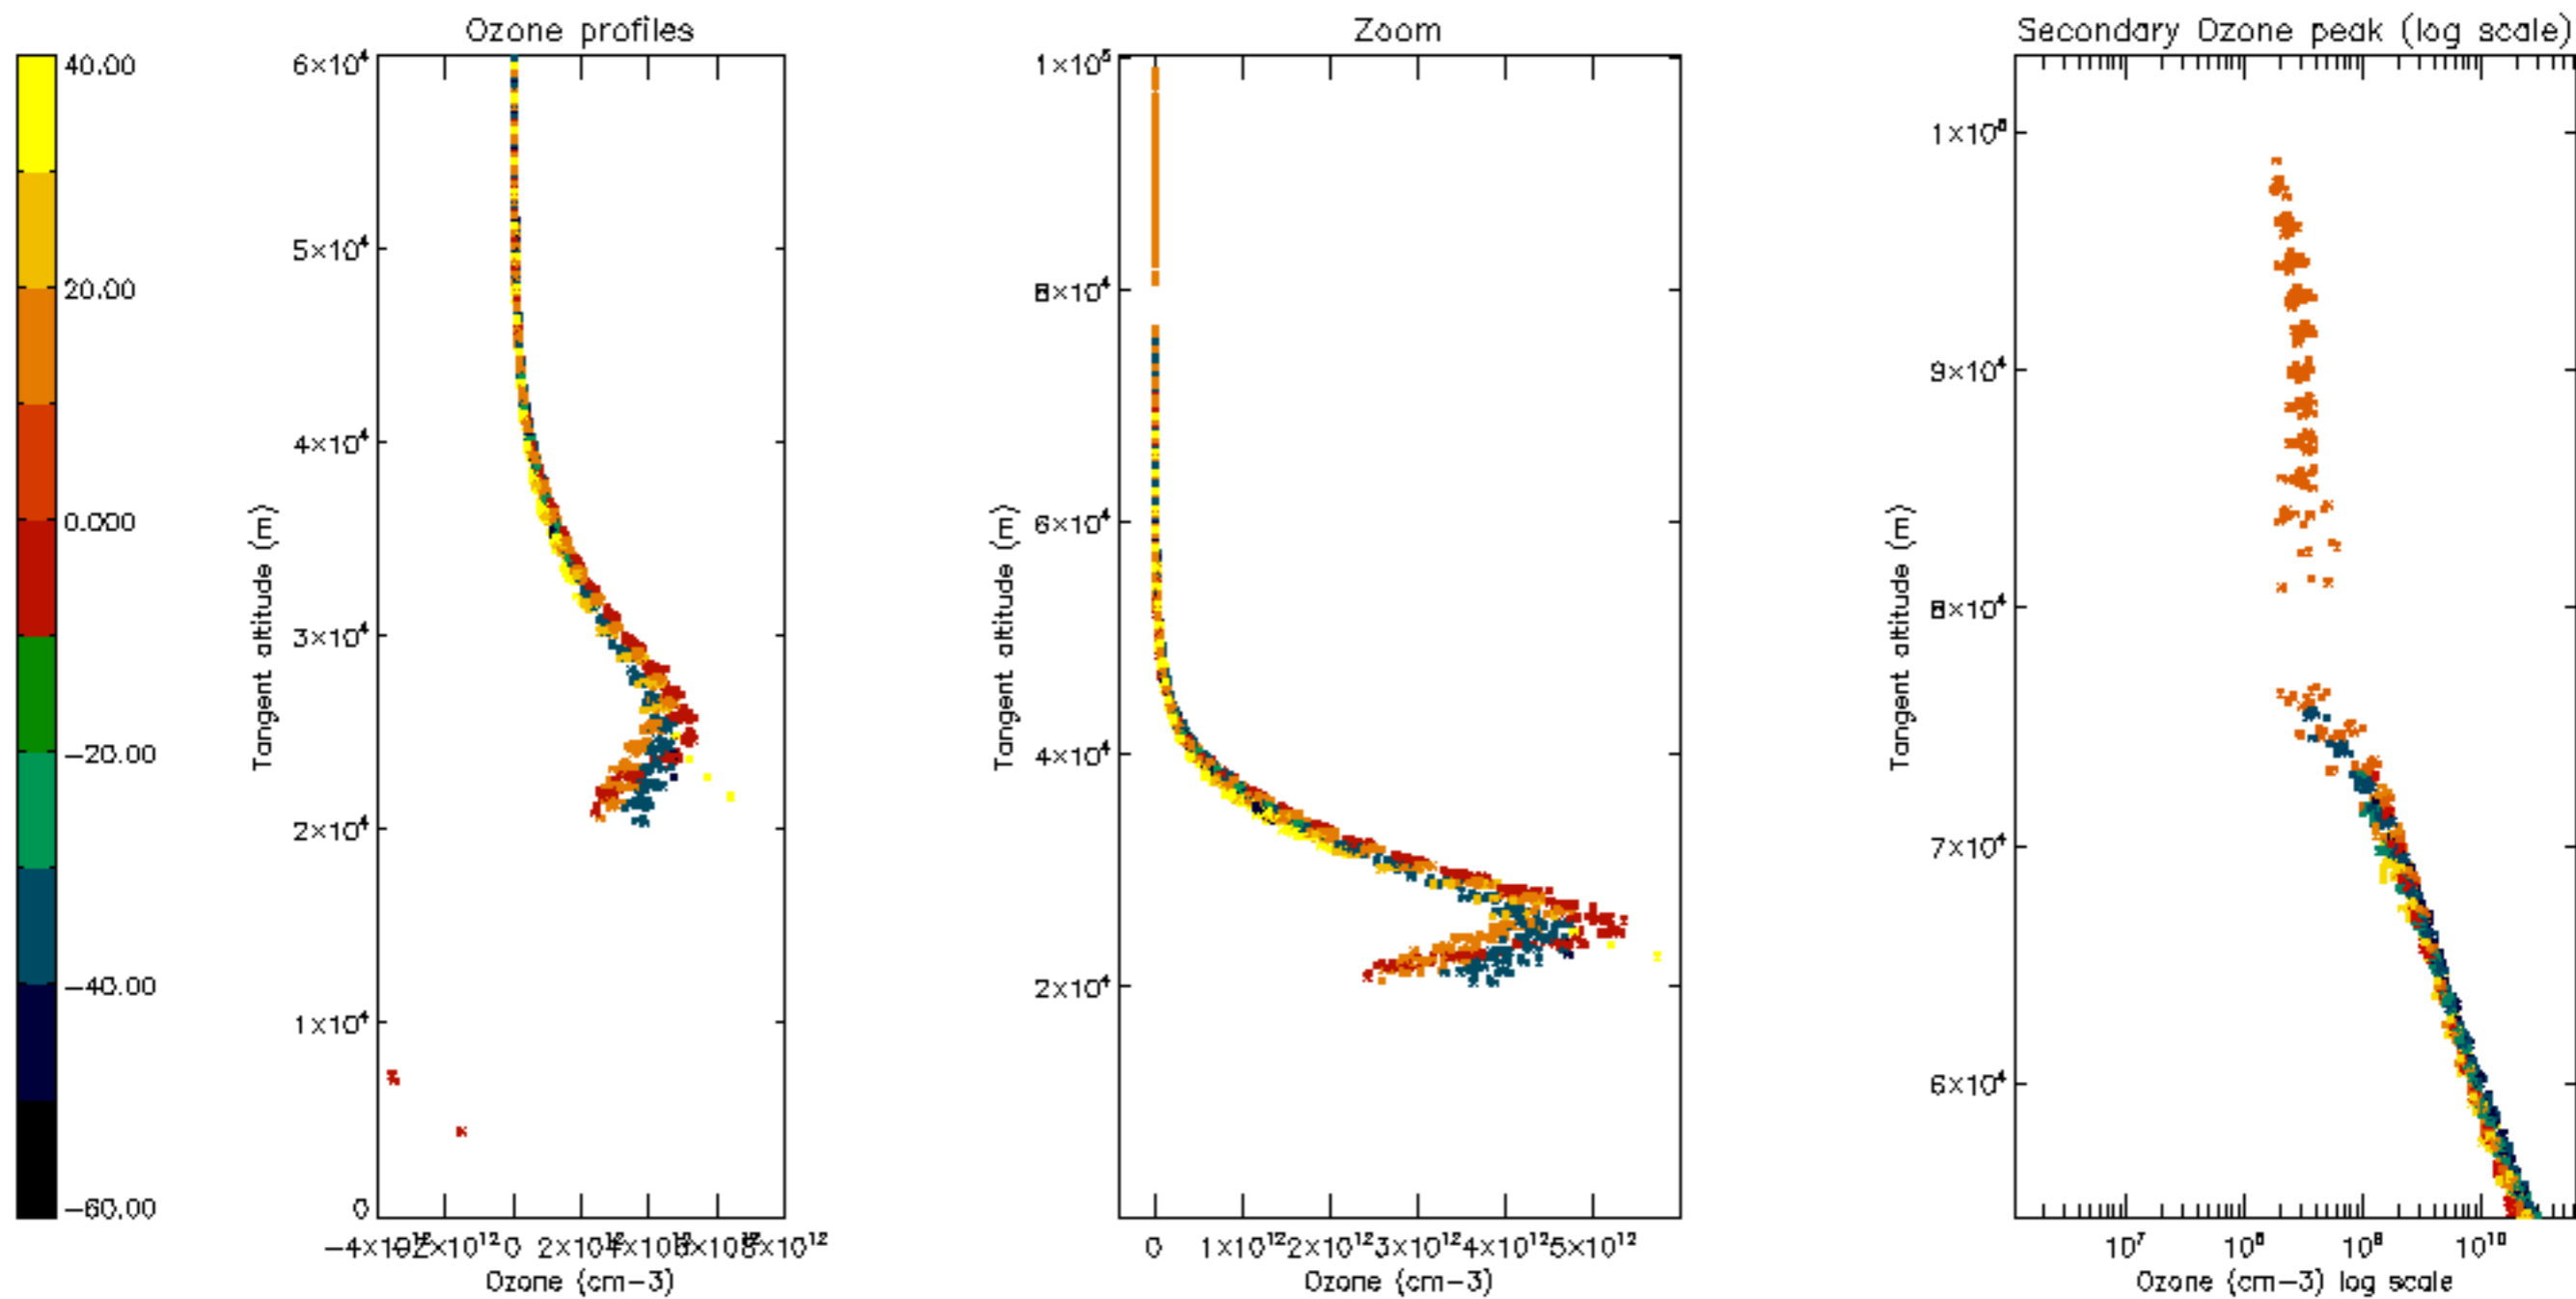 Ozone profiles
Zoom
Secondary Ozone peak (log scale)
40.00
20.00
0.000
−20.00
−40.00
−60.00
6×10⁴
5×10⁴
4×10⁴
3×10⁴
2×10⁴
1×10⁴
0
Tangent altitude (m)
0
Ozone (cm−3)
1×10⁵
8×10⁴
6×10⁴
4×10⁴
2×10⁴
Tangent altitude (m)
0 1×10¹² 2×10¹² 3×10¹² 4×10¹² 5×10¹²
Ozone (cm−3)
9×10⁴
8×10⁴
7×10⁴
6×10⁴
Tangent altitude (m)
10⁷ 10⁸ 10⁹ 10¹⁰
Ozone (cm−3) log scale